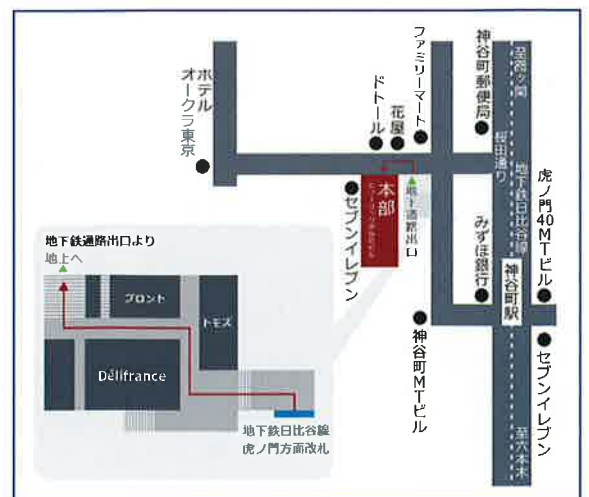 ホテル
オークラ東京
ドトール
花屋
ファミリーマート
神谷町郵便局
至霞ヶ関
桜田通り
地下鉄日比谷線
虎ノ門40MTビル
本部
セブンイレブン
地上通路出口
みずほ銀行
神谷町駅
神谷町MTビル
セブンイレブン
至六本木
地下鉄通路出口より
地上へ
プロント
トモズ
Délifrance
地下鉄日比谷線
虎ノ門方面改札